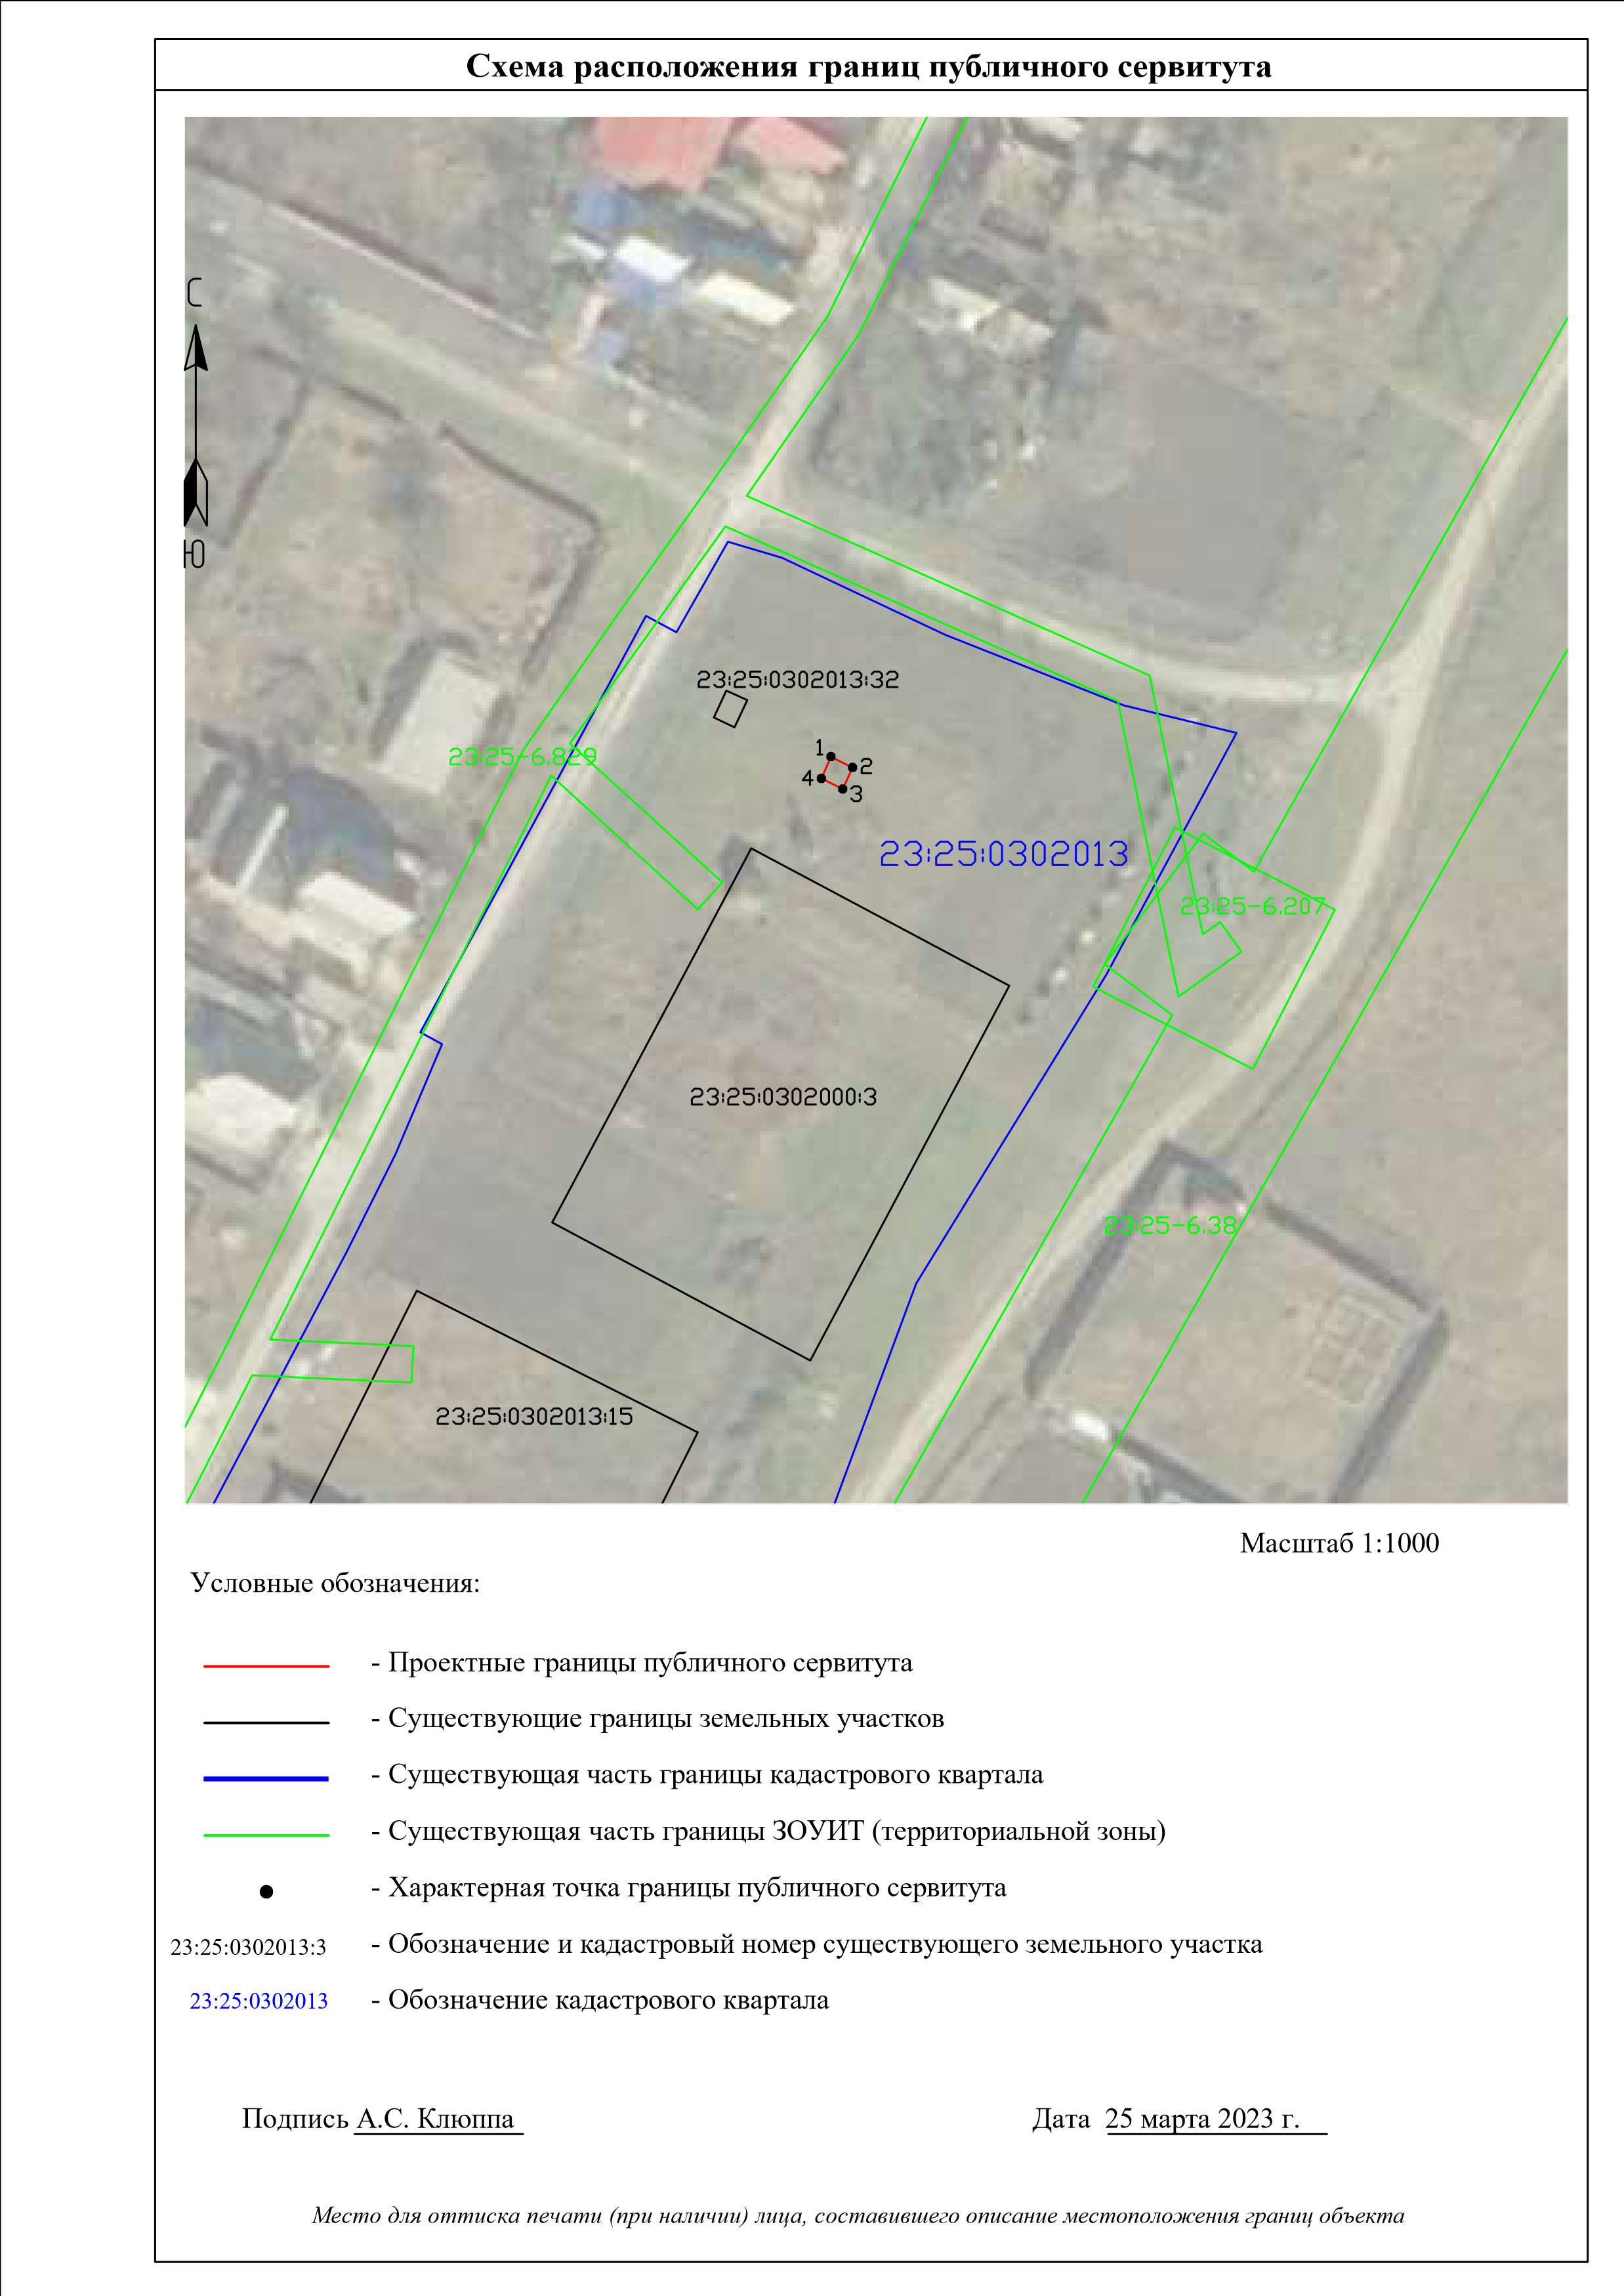 Схема расположения границ публичного сервитута
С
Ю
23:25:0302013:32
1
2
4
3
23:25-6.829
23:25:0302013
23:25-6.207
23:25:0302000:3
23:25-6.38
23:25:0302013:15
Масштаб 1:1000
Условные обозначения:
- Проектные границы публичного сервитута
- Существующие границы земельных участков
- Существующая часть границы кадастрового квартала
- Существующая часть границы ЗОУИТ (территориальной зоны)
- Характерная точка границы публичного сервитута
23:25:0302013:3 - Обозначение и кадастровый номер существующего земельного участка
23:25:0302013 - Обозначение кадастрового квартала
Подпись А.С. Клюппа Дата 25 марта 2023 г.
Место для оттиска печати (при наличии) лица, составившего описание местоположения границ объекта